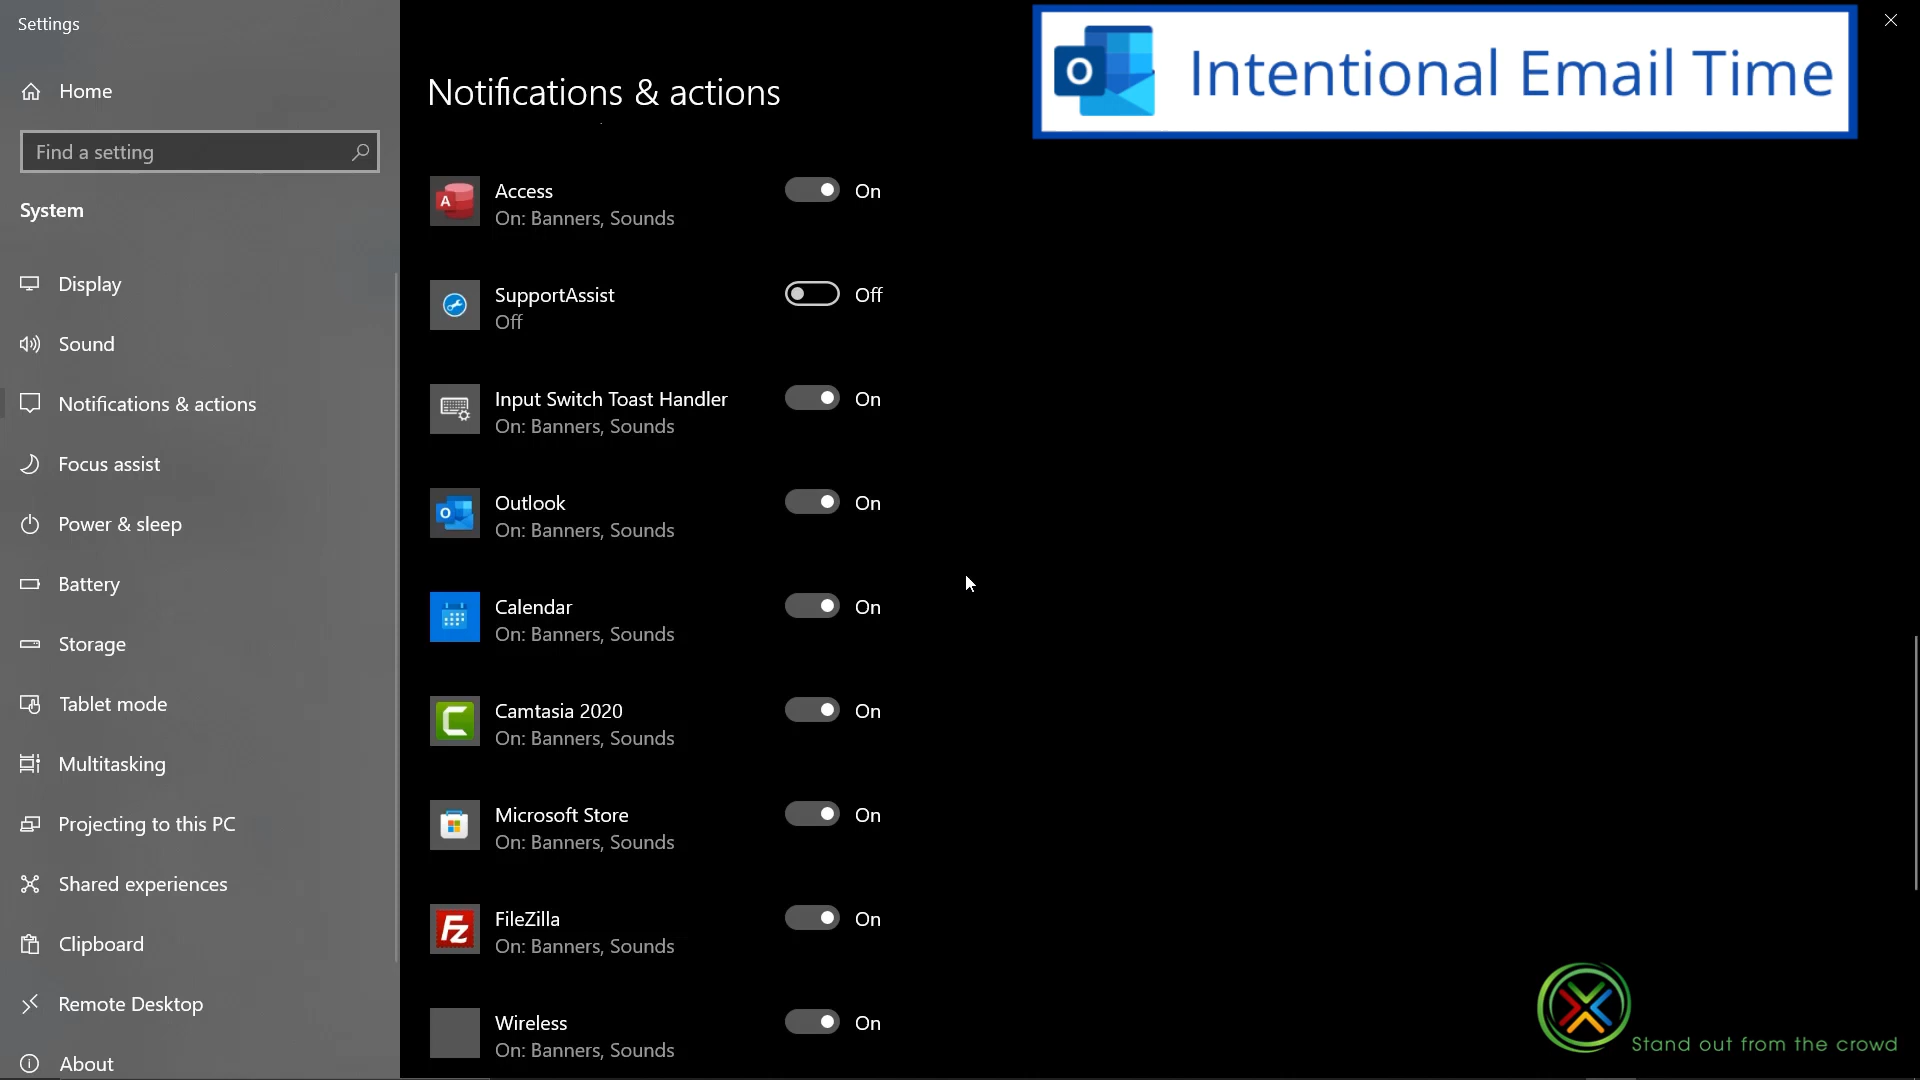 Settings
Home
Find a setting
System
Display
Sound
Notifications & actions
Focus assist
Power & sleep
Battery
Storage
Tablet mode
Multitasking
Projecting to this PC
Shared experiences
Clipboard
Remote Desktop
About
Notifications & actions
Access
On: Banners, Sounds
On
SupportAssist
Off
Off
Input Switch Toast Handler
On: Banners, Sounds
On
Outlook
On: Banners, Sounds
On
Calendar
On: Banners, Sounds
On
Camtasia 2020
On: Banners, Sounds
On
Microsoft Store
On: Banners, Sounds
On
FileZilla
On: Banners, Sounds
On
Wireless
On: Banners, Sounds
On
Intentional Email Time
Stand out from the crowd